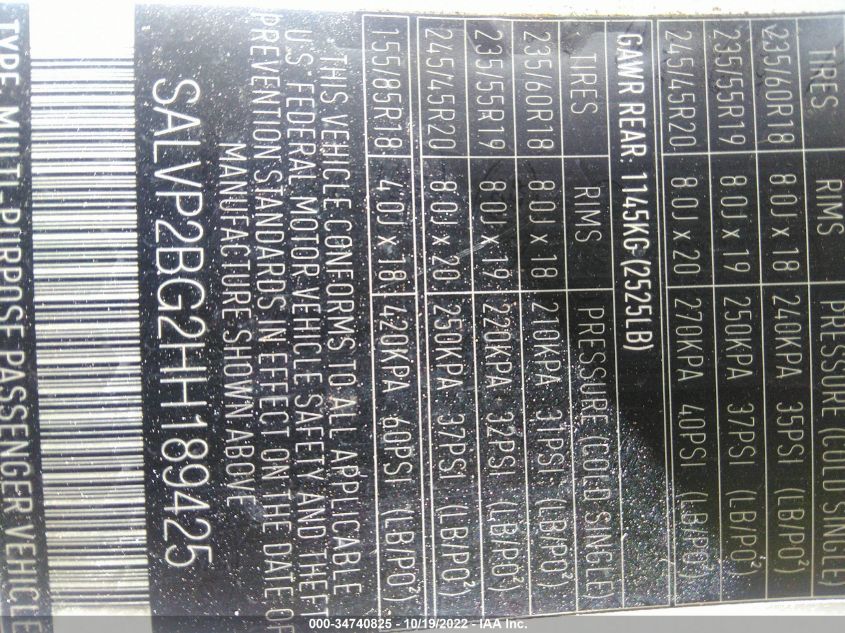 TIRES RIMS PRESSURE (COLD SINGLE)
235/60R18 8.0J x 18 240KPA 35PSI (LB/PO²)
235/55R19 8.0J x 19 250KPA 37PSI (LB/PO²)
245/45R20 8.0J x 20 270KPA 40PSI (LB/PO²)
GAWR REAR: 1145KG (2525LB)
TIRES RIMS PRESSURE (COLD SINGLE)
235/60R18 8.0J x 18 210KPA 31PSI (LB/PO²)
235/55R19 8.0J x 19 220KPA 32PSI (LB/PO²)
245/45R20 8.0J x 20 250KPA 37PSI (LB/PO²)
155/85R18 4.0J x 18 420KPA 60PSI (LB/PO²)
THIS VEHICLE CONFORMS TO ALL APPLICABLE
U.S. FEDERAL MOTOR VEHICLE SAFETY AND THEFT
PREVENTION STANDARDS IN EFFECT ON THE DATE OF
MANUFACTURE SHOWN ABOVE
SALVP2BG2HH189425
TYPE: MULTI-PURPOSE PASSENGER VEHICLE
000-34740825 - 10/19/2022 - IAA Inc.